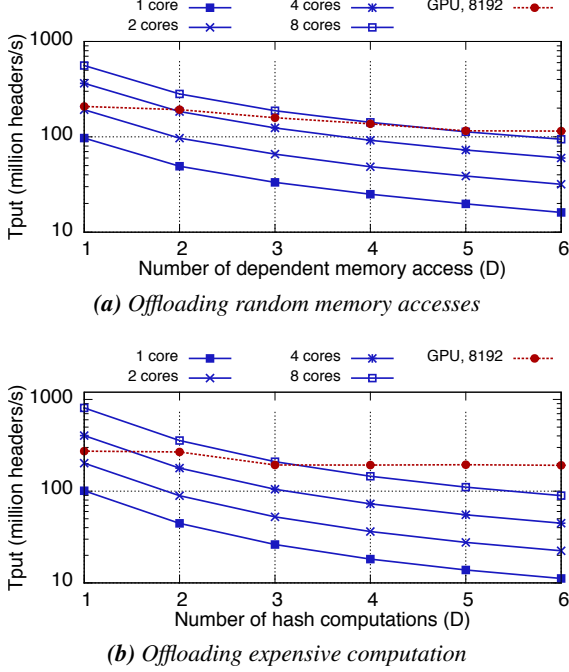 1 core 4 cores GPU, 8192
2 cores 8 cores
1000
100
10
Tput (million headers/s)
1 2 3 4 5 6
Number of dependent memory access (D)
(a) Offloading random memory accesses
1 core 4 cores GPU, 8192
2 cores 8 cores
1000
100
10
Tput (million headers/s)
1 2 3 4 5 6
Number of hash computations (D)
(b) Offloading expensive computation